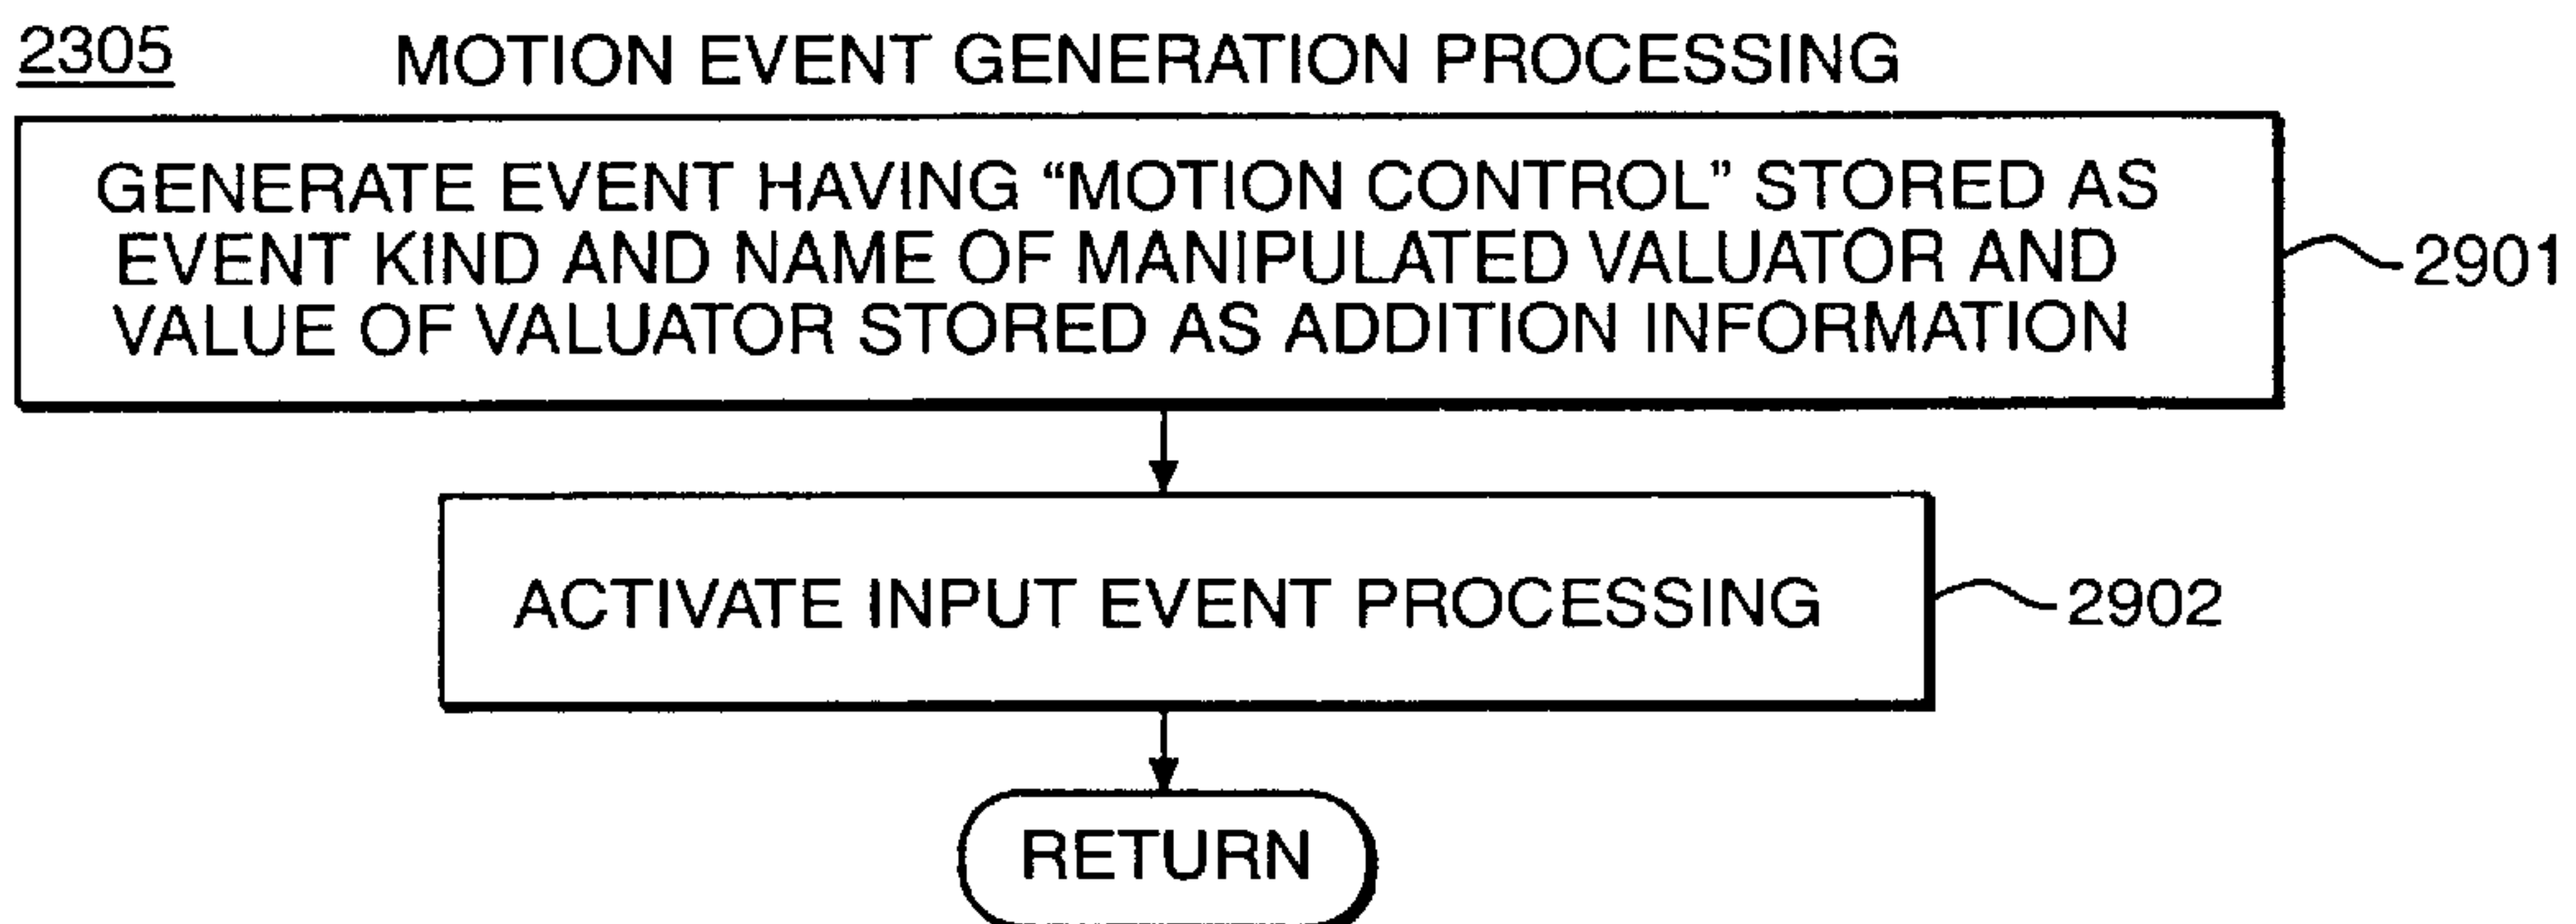 2305
MOTION EVENT GENERATION PROCESSING
GENERATE EVENT HAVING “MOTION CONTROL” STORED AS
EVENT KIND AND NAME OF MANIPULATED VALUATOR AND
VALUE OF VALUATOR STORED AS ADDITION INFORMATION
2901
ACTIVATE INPUT EVENT PROCESSING
2902
RETURN